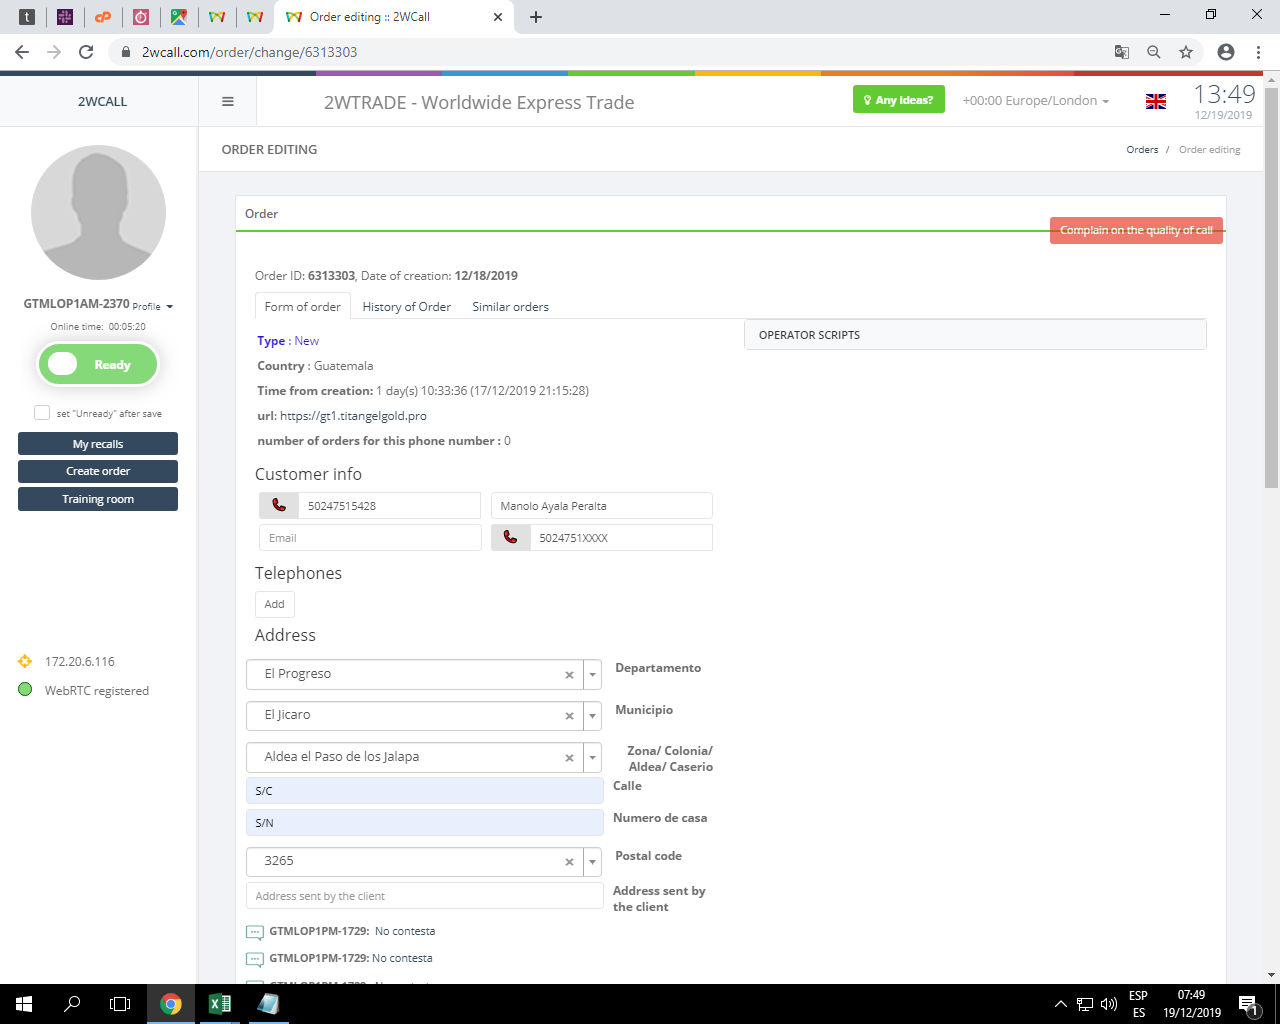 Order editing :: 2WCall
2wcall.com/order/change/6313303
2WCALL
2WTRADE - Worldwide Express Trade
Any Ideas?
+00:00 Europe/London
13:49
12/19/2019
ORDER EDITING
Orders / Order editing
Order
Complain on the quality of call
Order ID: 6313303, Date of creation: 12/18/2019
GTMLOP1AM-2370 Profile
Online time: 00:05:20
Ready
set "Unready" after save
My recalls
Create order
Training room
172.20.6.116
WebRTC registered
Form of order
History of Order
Similar orders
OPERATOR SCRIPTS
Type : New
Country : Guatemala
Time from creation: 1 day(s) 10:33:36 (17/12/2019 21:15:28)
url: https://gt1.titangelgold.pro
number of orders for this phone number : 0
Customer info
50247515428
Manolo Ayala Peralta
Email
5024751XXXX
Telephones
Add
Address
El Progreso
Departamento
El Jicaro
Municipio
Aldea el Paso de los Jalapa
Zona/ Colonia/
Aldea/ Caserio
S/C
Calle
S/N
Numero de casa
3265
Postal code
Address sent by the client
Address sent by
the client
GTMLOP1PM-1729: No contesta
GTMLOP1PM-1729: No contesta
ESP
ES
07:49
19/12/2019
1